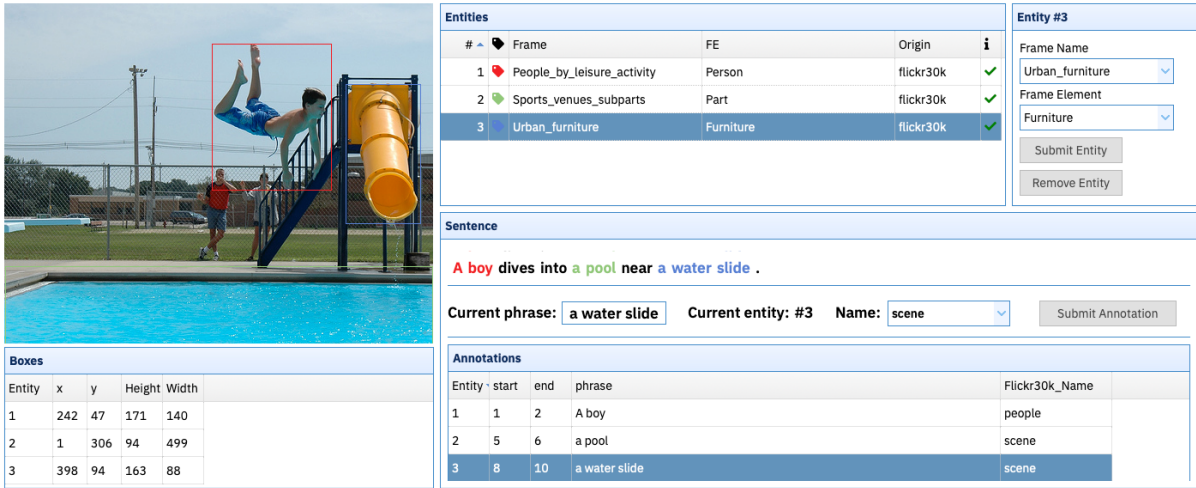 Entities
# Frame FE Origin i
1 People_by_leisure_activity Person flickr30k
2 Sports_venues_subparts Part flickr30k
3 Urban_furniture Furniture flickr30k
Entity #3
Frame Name
Urban_furniture
Frame Element
Furniture
Submit Entity
Remove Entity
Sentence
A boy dives into a pool near a water slide .
Current phrase: a water slide Current entity: #3 Name: scene Submit Annotation
Boxes
Entity x y Height Width
1 242 47 171 140
2 1 306 94 499
3 398 94 163 88
Annotations
Entity start end phrase Flickr30k_Name
1 1 2 A boy people
2 5 6 a pool scene
3 8 10 a water slide scene